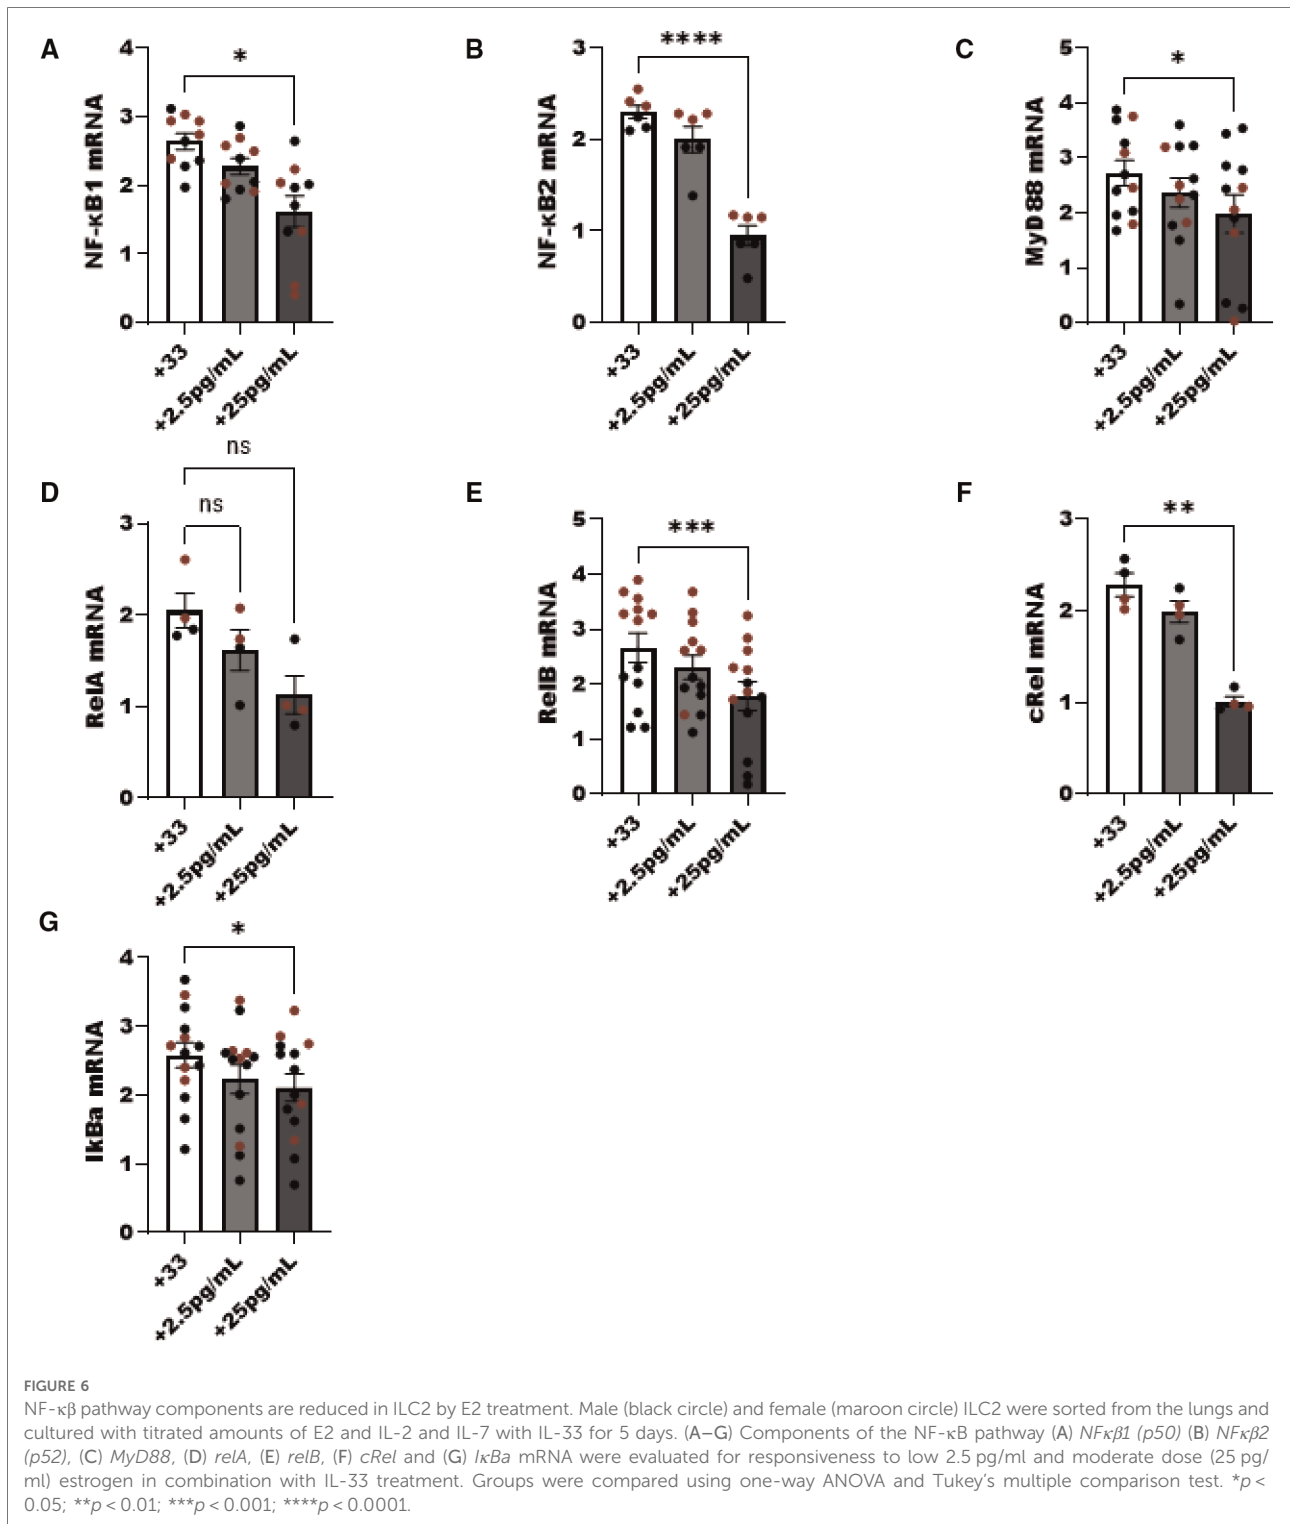 A
4
3
2
1
0
NF-κB1 mRNA
*
+33
+2.5pg/mL
+25pg/mL
B
3
2
1
0
NF-κB2 mRNA
****
+33
+2.5pg/mL
+25pg/mL
C
5
4
3
2
1
0
MyD88 mRNA
*
+33
+2.5pg/mL
+25pg/mL
D
3
2
1
0
RelA mRNA
ns
ns
+33
+2.5pg/mL
+25pg/mL
E
5
4
3
2
1
0
RelB mRNA
***
+33
+2.5pg/mL
+25pg/mL
F
3
2
1
0
cRel mRNA
**
+33
+2.5pg/mL
+25pg/mL
G
4
3
2
1
0
IkBa mRNA
*
+33
+2.5pg/mL
+25pg/mL
FIGURE 6
NF-κβ pathway components are reduced in ILC2 by E2 treatment. Male (black circle) and female (maroon circle) ILC2 were sorted from the lungs and
cultured with titrated amounts of E2 and IL-2 and IL-7 with IL-33 for 5 days. (A–G) Components of the NF-κB pathway (A) NFκβ1 (p50) (B) NFκβ2
(p52), (C) MyD88, (D) relA, (E) relB, (F) cRel and (G) IκBa mRNA were evaluated for responsiveness to low 2.5 pg/ml and moderate dose (25 pg/
ml) estrogen in combination with IL-33 treatment. Groups were compared using one-way ANOVA and Tukey's multiple comparison test. *p <
0.05; **p < 0.01; ***p < 0.001; ****p < 0.0001.